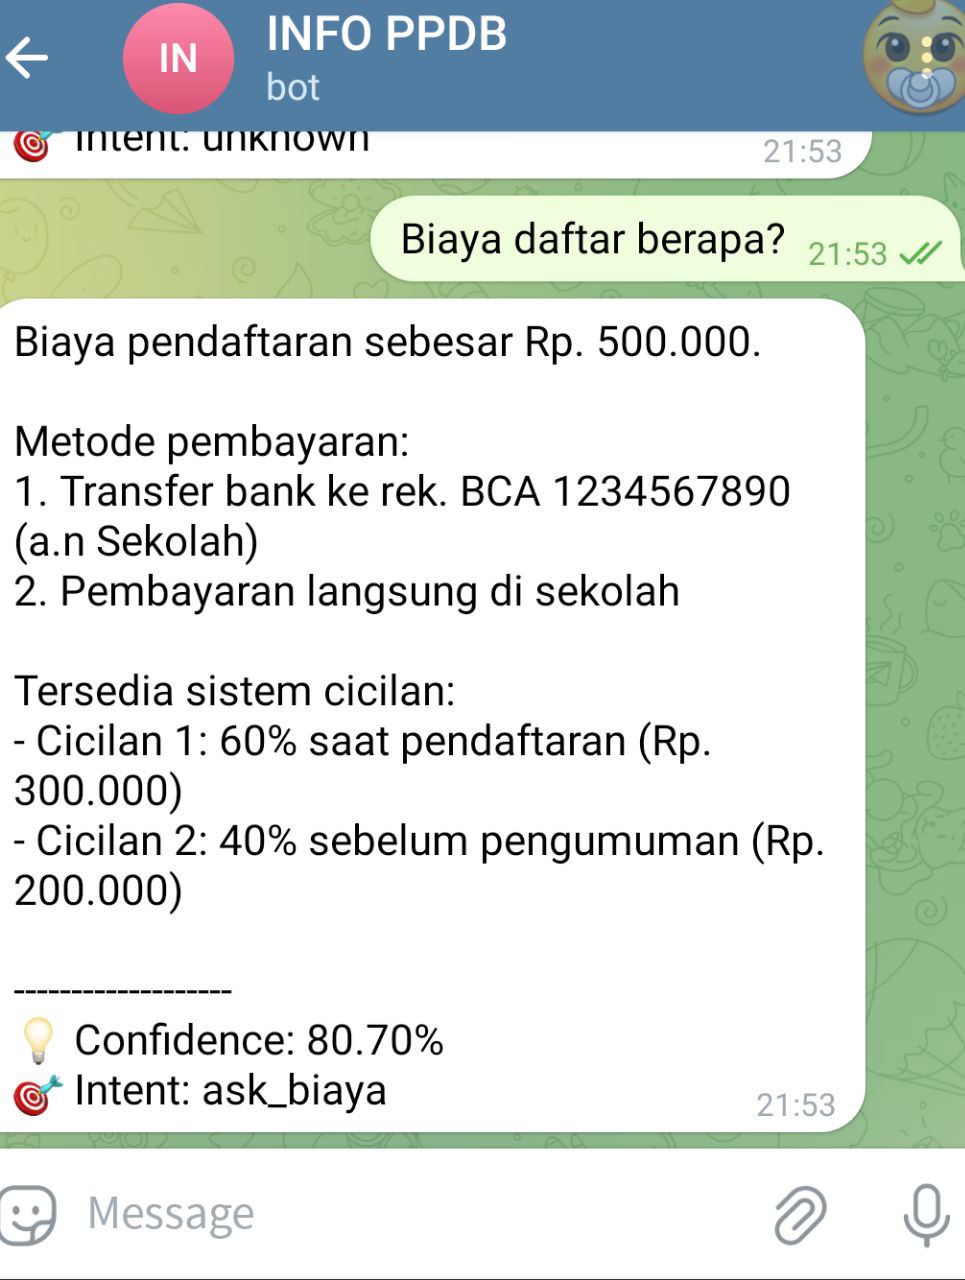 INFO PPDB
IN
bot
Intent: unknown
21:53
Biaya daftar berapa?
21:53
Biaya pendaftaran sebesar Rp. 500.000.
Metode pembayaran:
1. Transfer bank ke rek. BCA 1234567890
(a.n Sekolah)
2. Pembayaran langsung di sekolah
Tersedia sistem cicilan:
- Cicilan 1: 60% saat pendaftaran (Rp.
300.000)
- Cicilan 2: 40% sebelum pengumuman (Rp.
200.000)
-------------------
Confidence: 80.70%
Intent: ask_biaya
21:53
Message